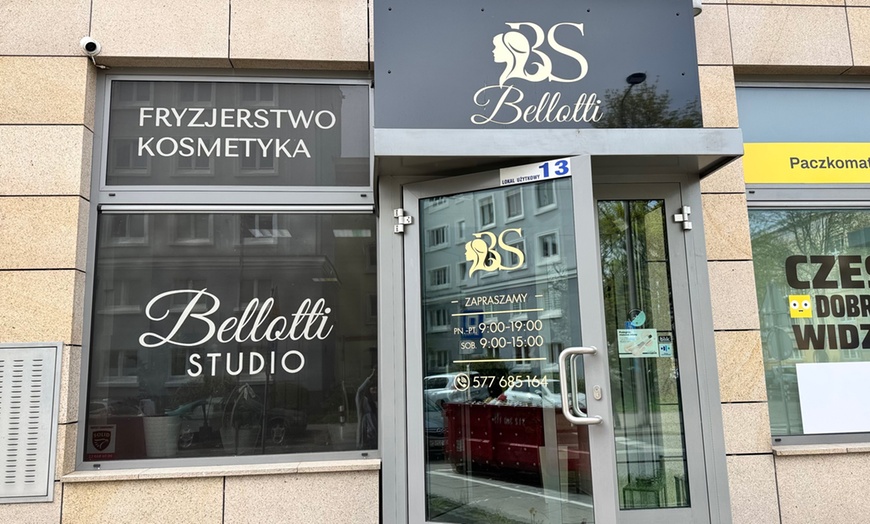 FRYZJERSTWO
KOSMETYKA
Bellotti
STUDIO
BS
Bellotti
LOKAL UŻYTKOWY 13
BS
ZAPRASZAMY
PN.-PT. 9:00-19:00
SOB. 9:00-15:00
577 685 164
Paczkomat
CZEŚ
DOBR
WIDZ